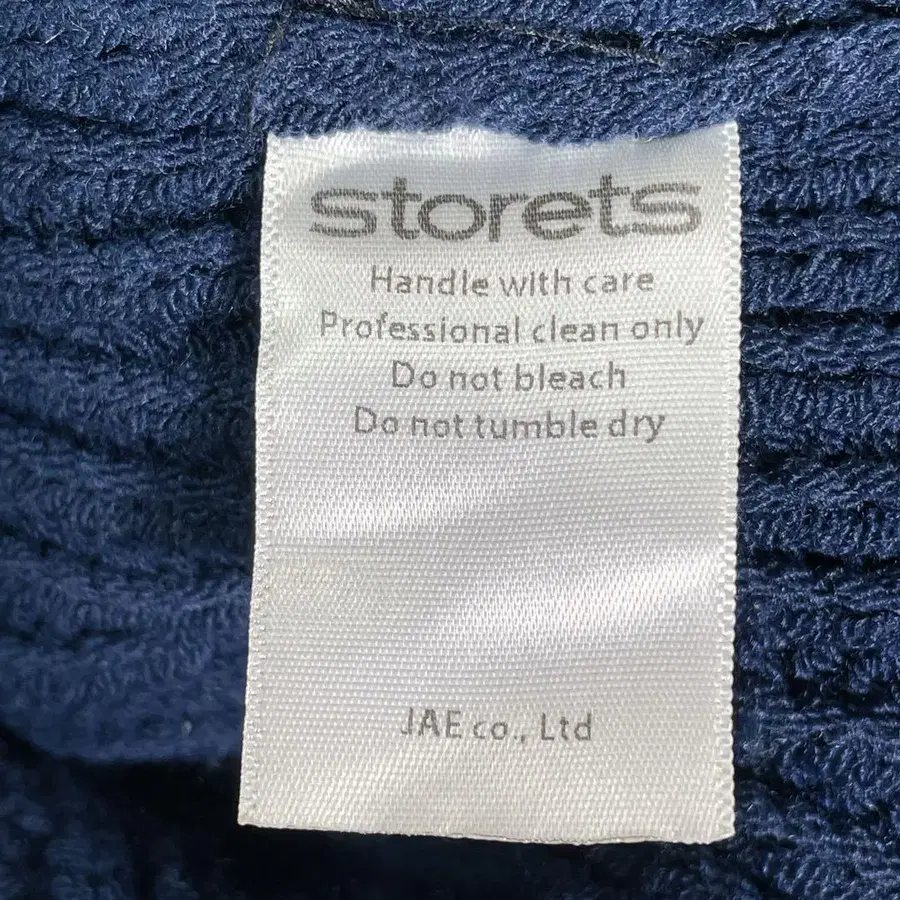 storets
Handle with care
Professional clean only
Do not bleach
Do not tumble dry
JAE co., Ltd